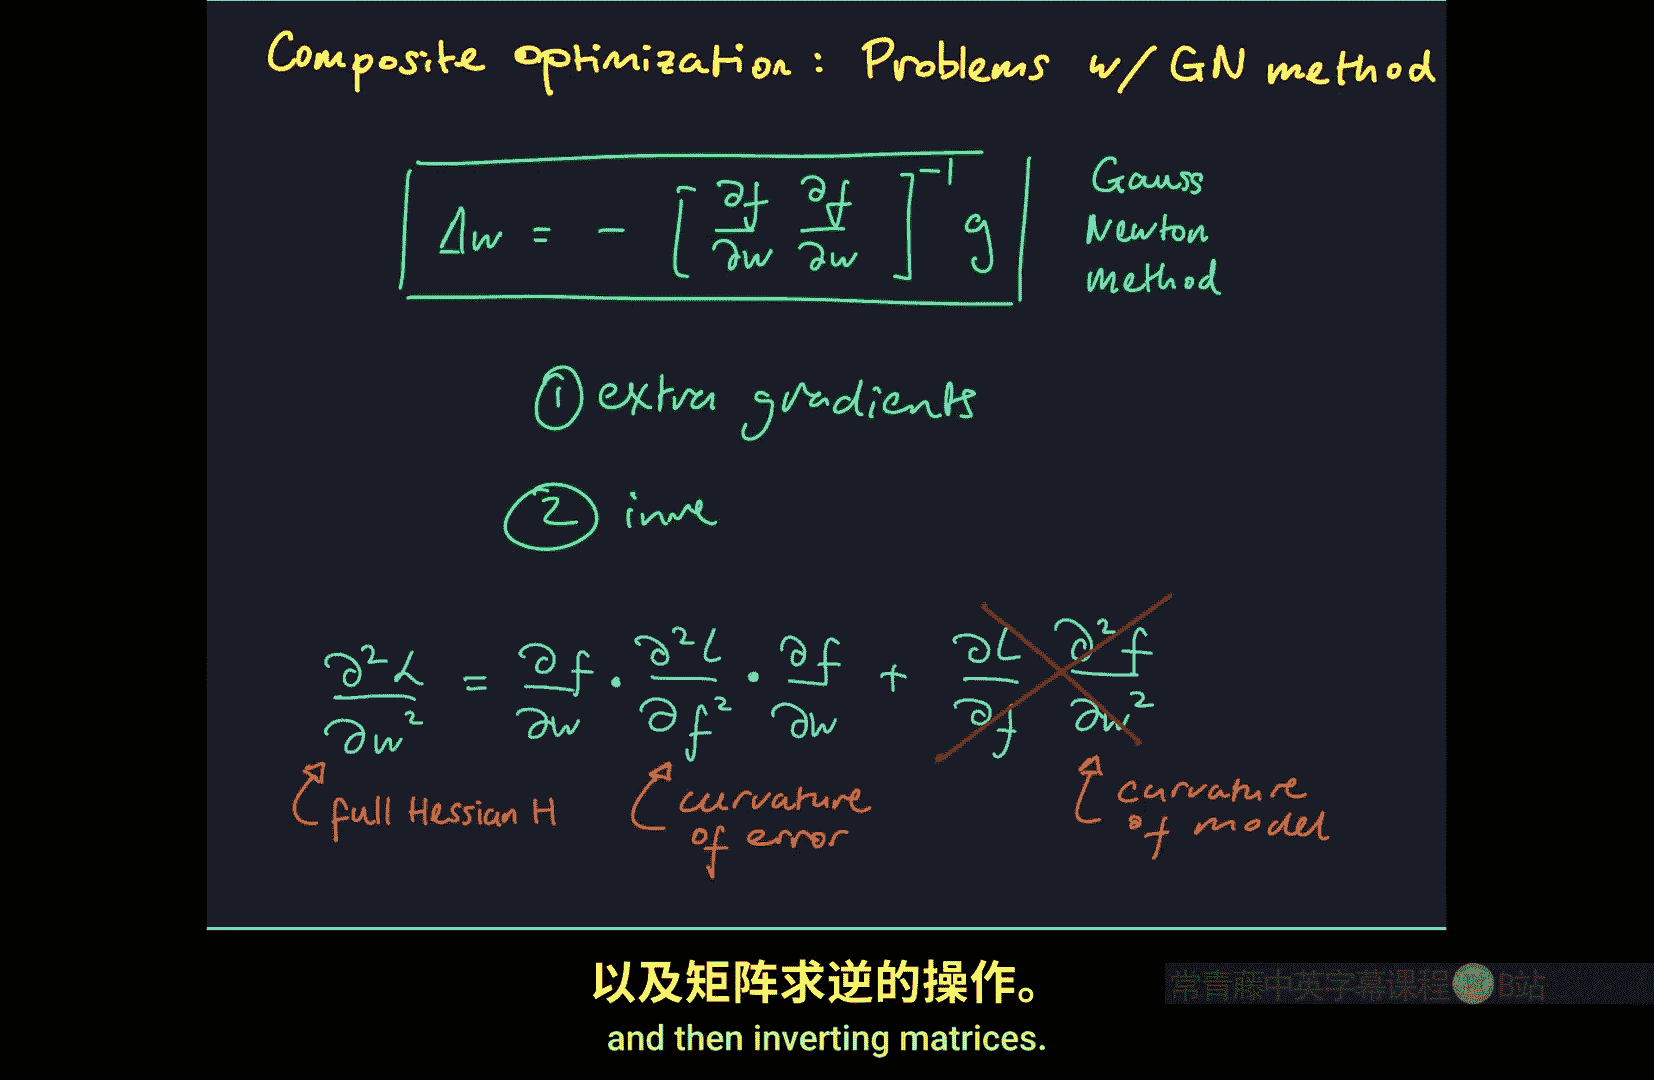 Composite optimization: Problems w/ GN method
Δw = - [ ∂f/∂w ∂f/∂w ]⁻¹ g
Gauss
Newton
method
① extra gradients
② inve
∂²L/∂w² = ∂f/∂w · ∂²L/∂f² · ∂f/∂w + ∂L/∂f ∂²f/∂w²
full Hessian H
curvature
of error
curvature
of model
以及矩阵求逆的操作。
常青藤中英字幕课程 B站
and then inverting matrices.